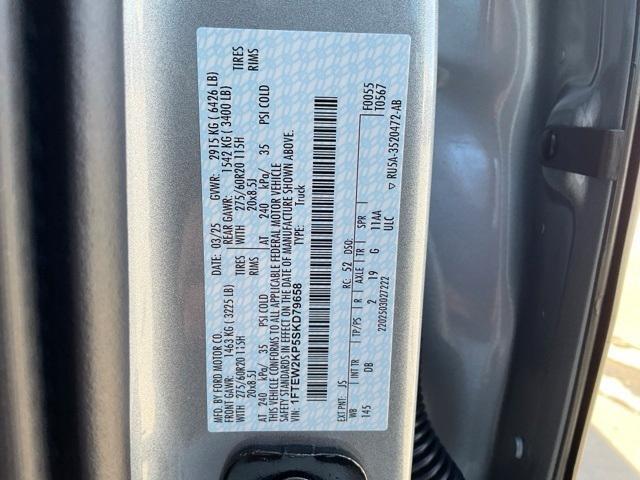 MFD. BY FORD MOTOR CO.
DATE: 03/25 GVWR: 2915 KG ( 6426 LB)
FRONT GAWR: 1463 KG ( 3225 LB) REAR GAWR: 1542 KG ( 3400 LB)
WITH 275/60R20 115H TIRES WITH 275/60R20 115H TIRES
20x8.5J RIMS 20x8.5J RIMS
AT 240 kPa/ 35 PSI COLD AT 240 kPa/ 35 PSI COLD
THIS VEHICLE CONFORMS TO ALL APPLICABLE FEDERAL MOTOR VEHICLE
SAFETY STANDARDS IN EFFECT ON THE DATE OF MANUFACTURE SHOWN ABOVE.
VIN: 1FTEW2KP5SKD79658 TYPE: Truck
F0055
T0567
EXT PNT: JS RC: 52 DSO:
WB INT TR TP/PS R AXLE TR SPR
145 DB 2 19 G 11AA
ULC
2202503027222
▽ RU5A-3520472-AB